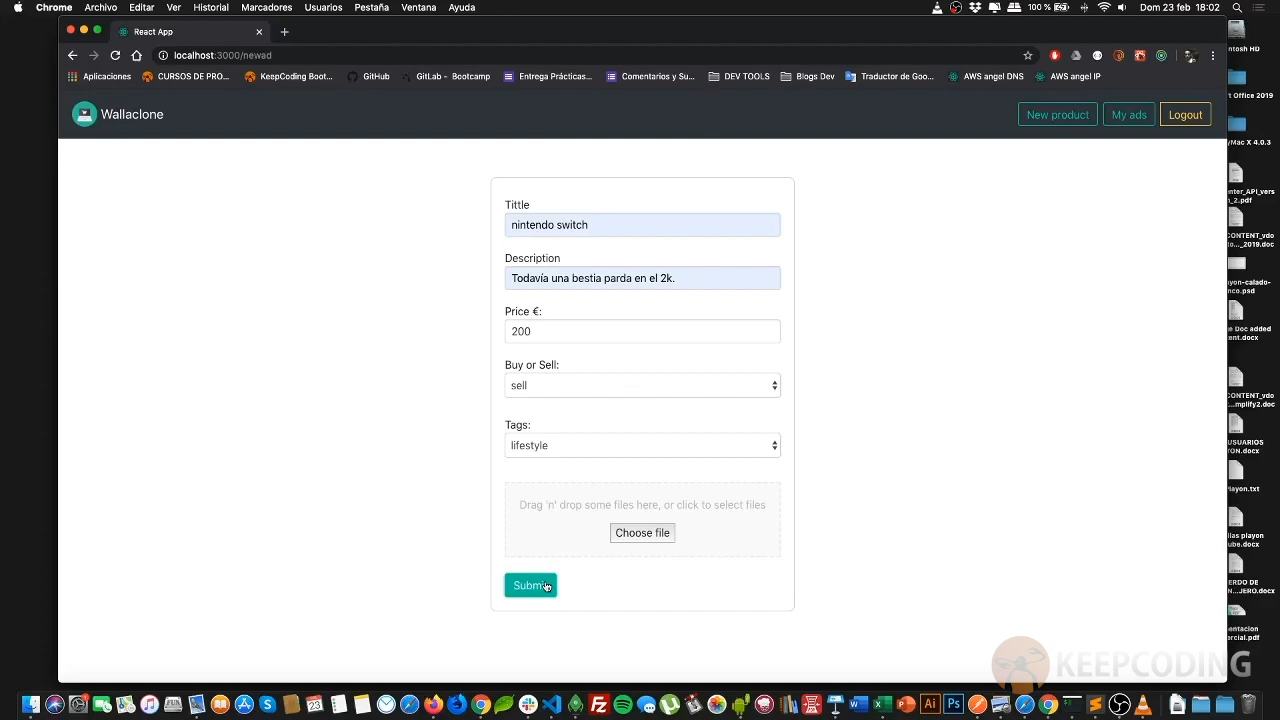 Chrome Archivo Editar Ver Historial Marcadores Usuarios Pestaña Ventana Ayuda 100 % Dom 23 feb 18:02
React App
localhost:3000/newad
Aplicaciones CURSOS DE PRO... KeepCoding Boot... GitHub GitLab - Bootcamp Entrega Prácticas... Comentarios y Su... DEV TOOLS Blogs Dev Traductor de Goo... AWS angel DNS AWS angel IP
Wallaclone New product My ads Logout
Tittle
nintendo switch
Description
Todavía una bestia parda en el 2k.
Price €:
200
Buy or Sell:
sell
Tags:
lifestyle
Drag 'n' drop some files here, or click to select files
Choose file
Submit
KEEPCODING